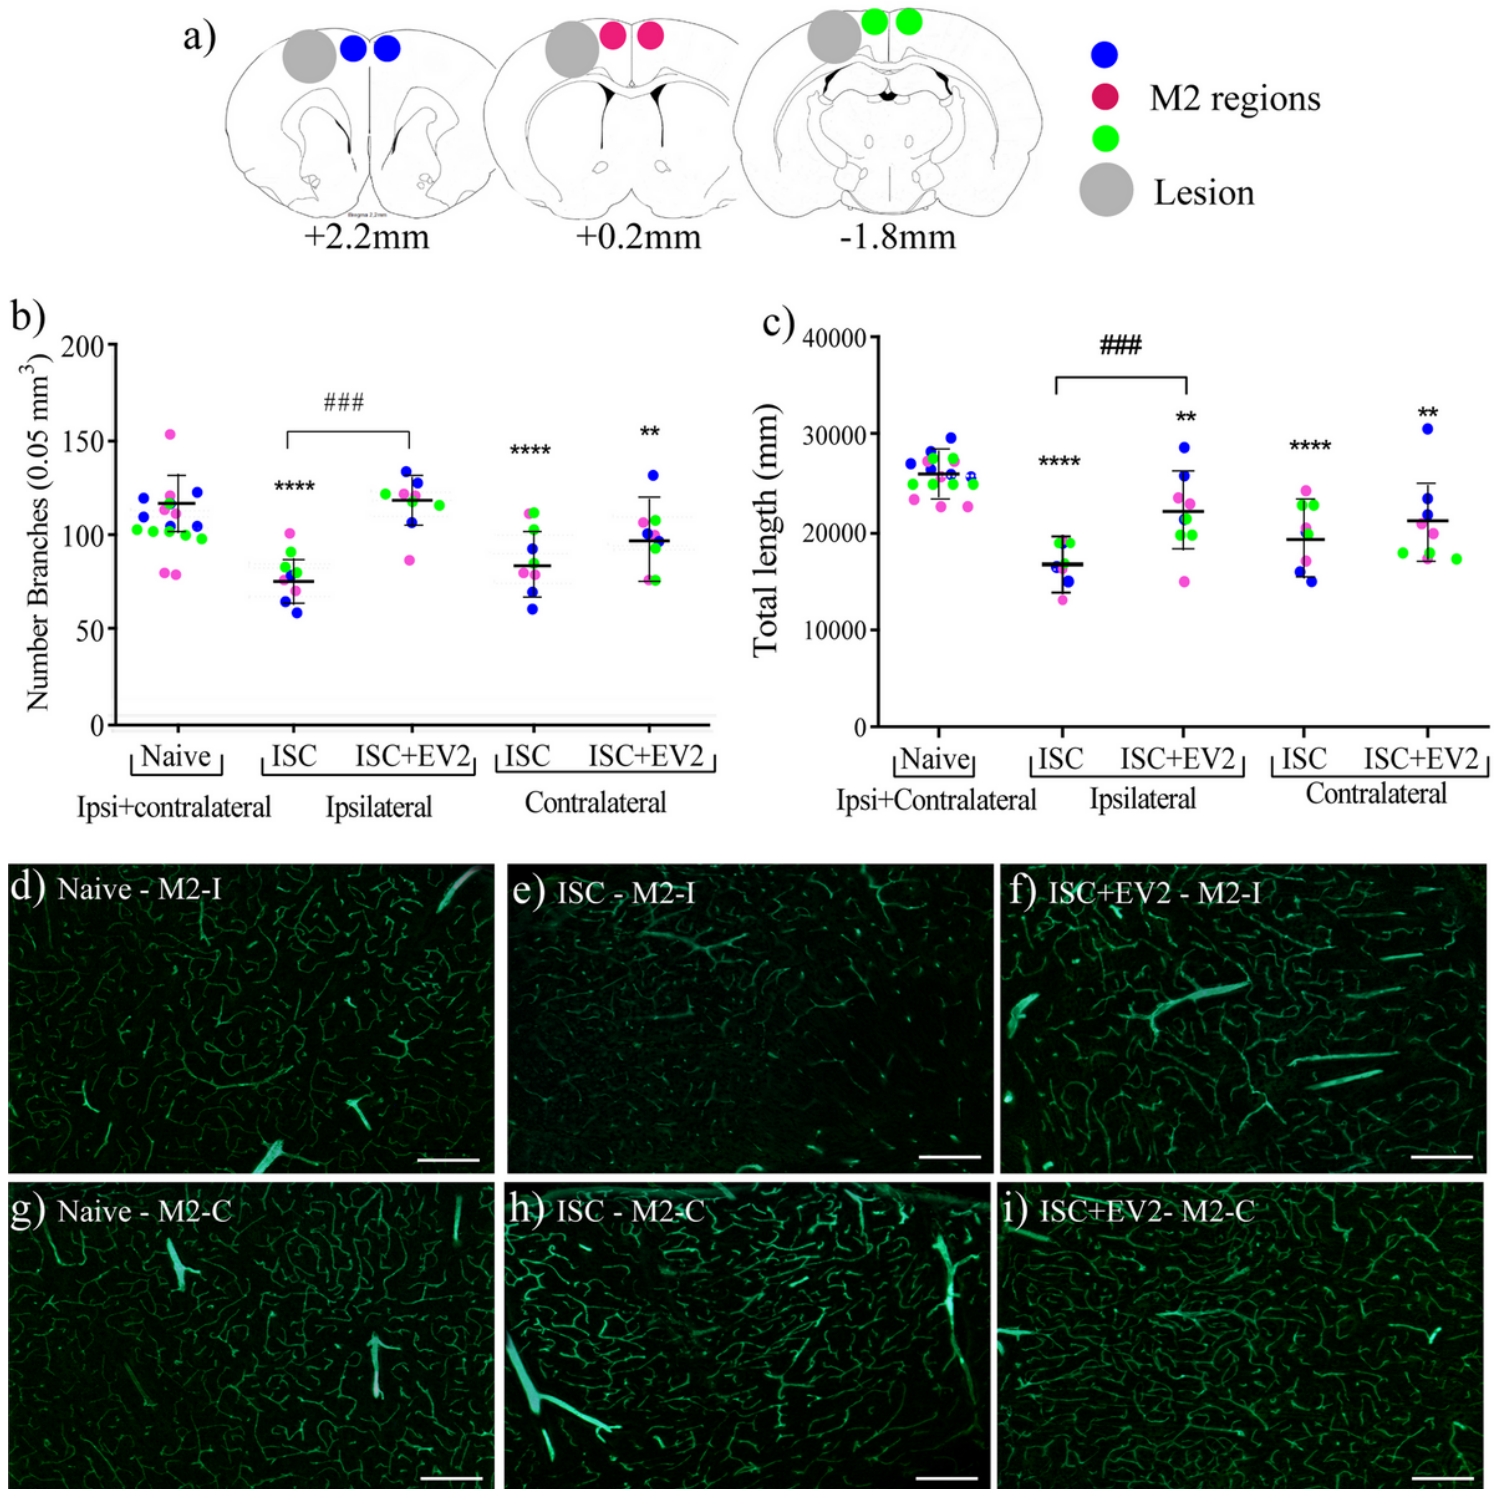 a)
M2 regions
Lesion
Bregma 2.2mm
+2.2mm
+0.2mm
-1.8mm
b)
Number Branches (0.05 mm³)
200
150
100
50
0
###
****
****
**
Naive
ISC
ISC+EV2
ISC
ISC+EV2
Ipsi+contralateral
Ipsilateral
Contralateral
c)
Total length (mm)
40000
30000
20000
10000
0
###
****
**
****
**
Naive
ISC
ISC+EV2
ISC
ISC+EV2
Ipsi+Contralateral
Ipsilateral
Contralateral
d) Naive - M2-I
e) ISC - M2-I
f) ISC+EV2 - M2-I
g) Naive - M2-C
h) ISC - M2-C
i) ISC+EV2- M2-C